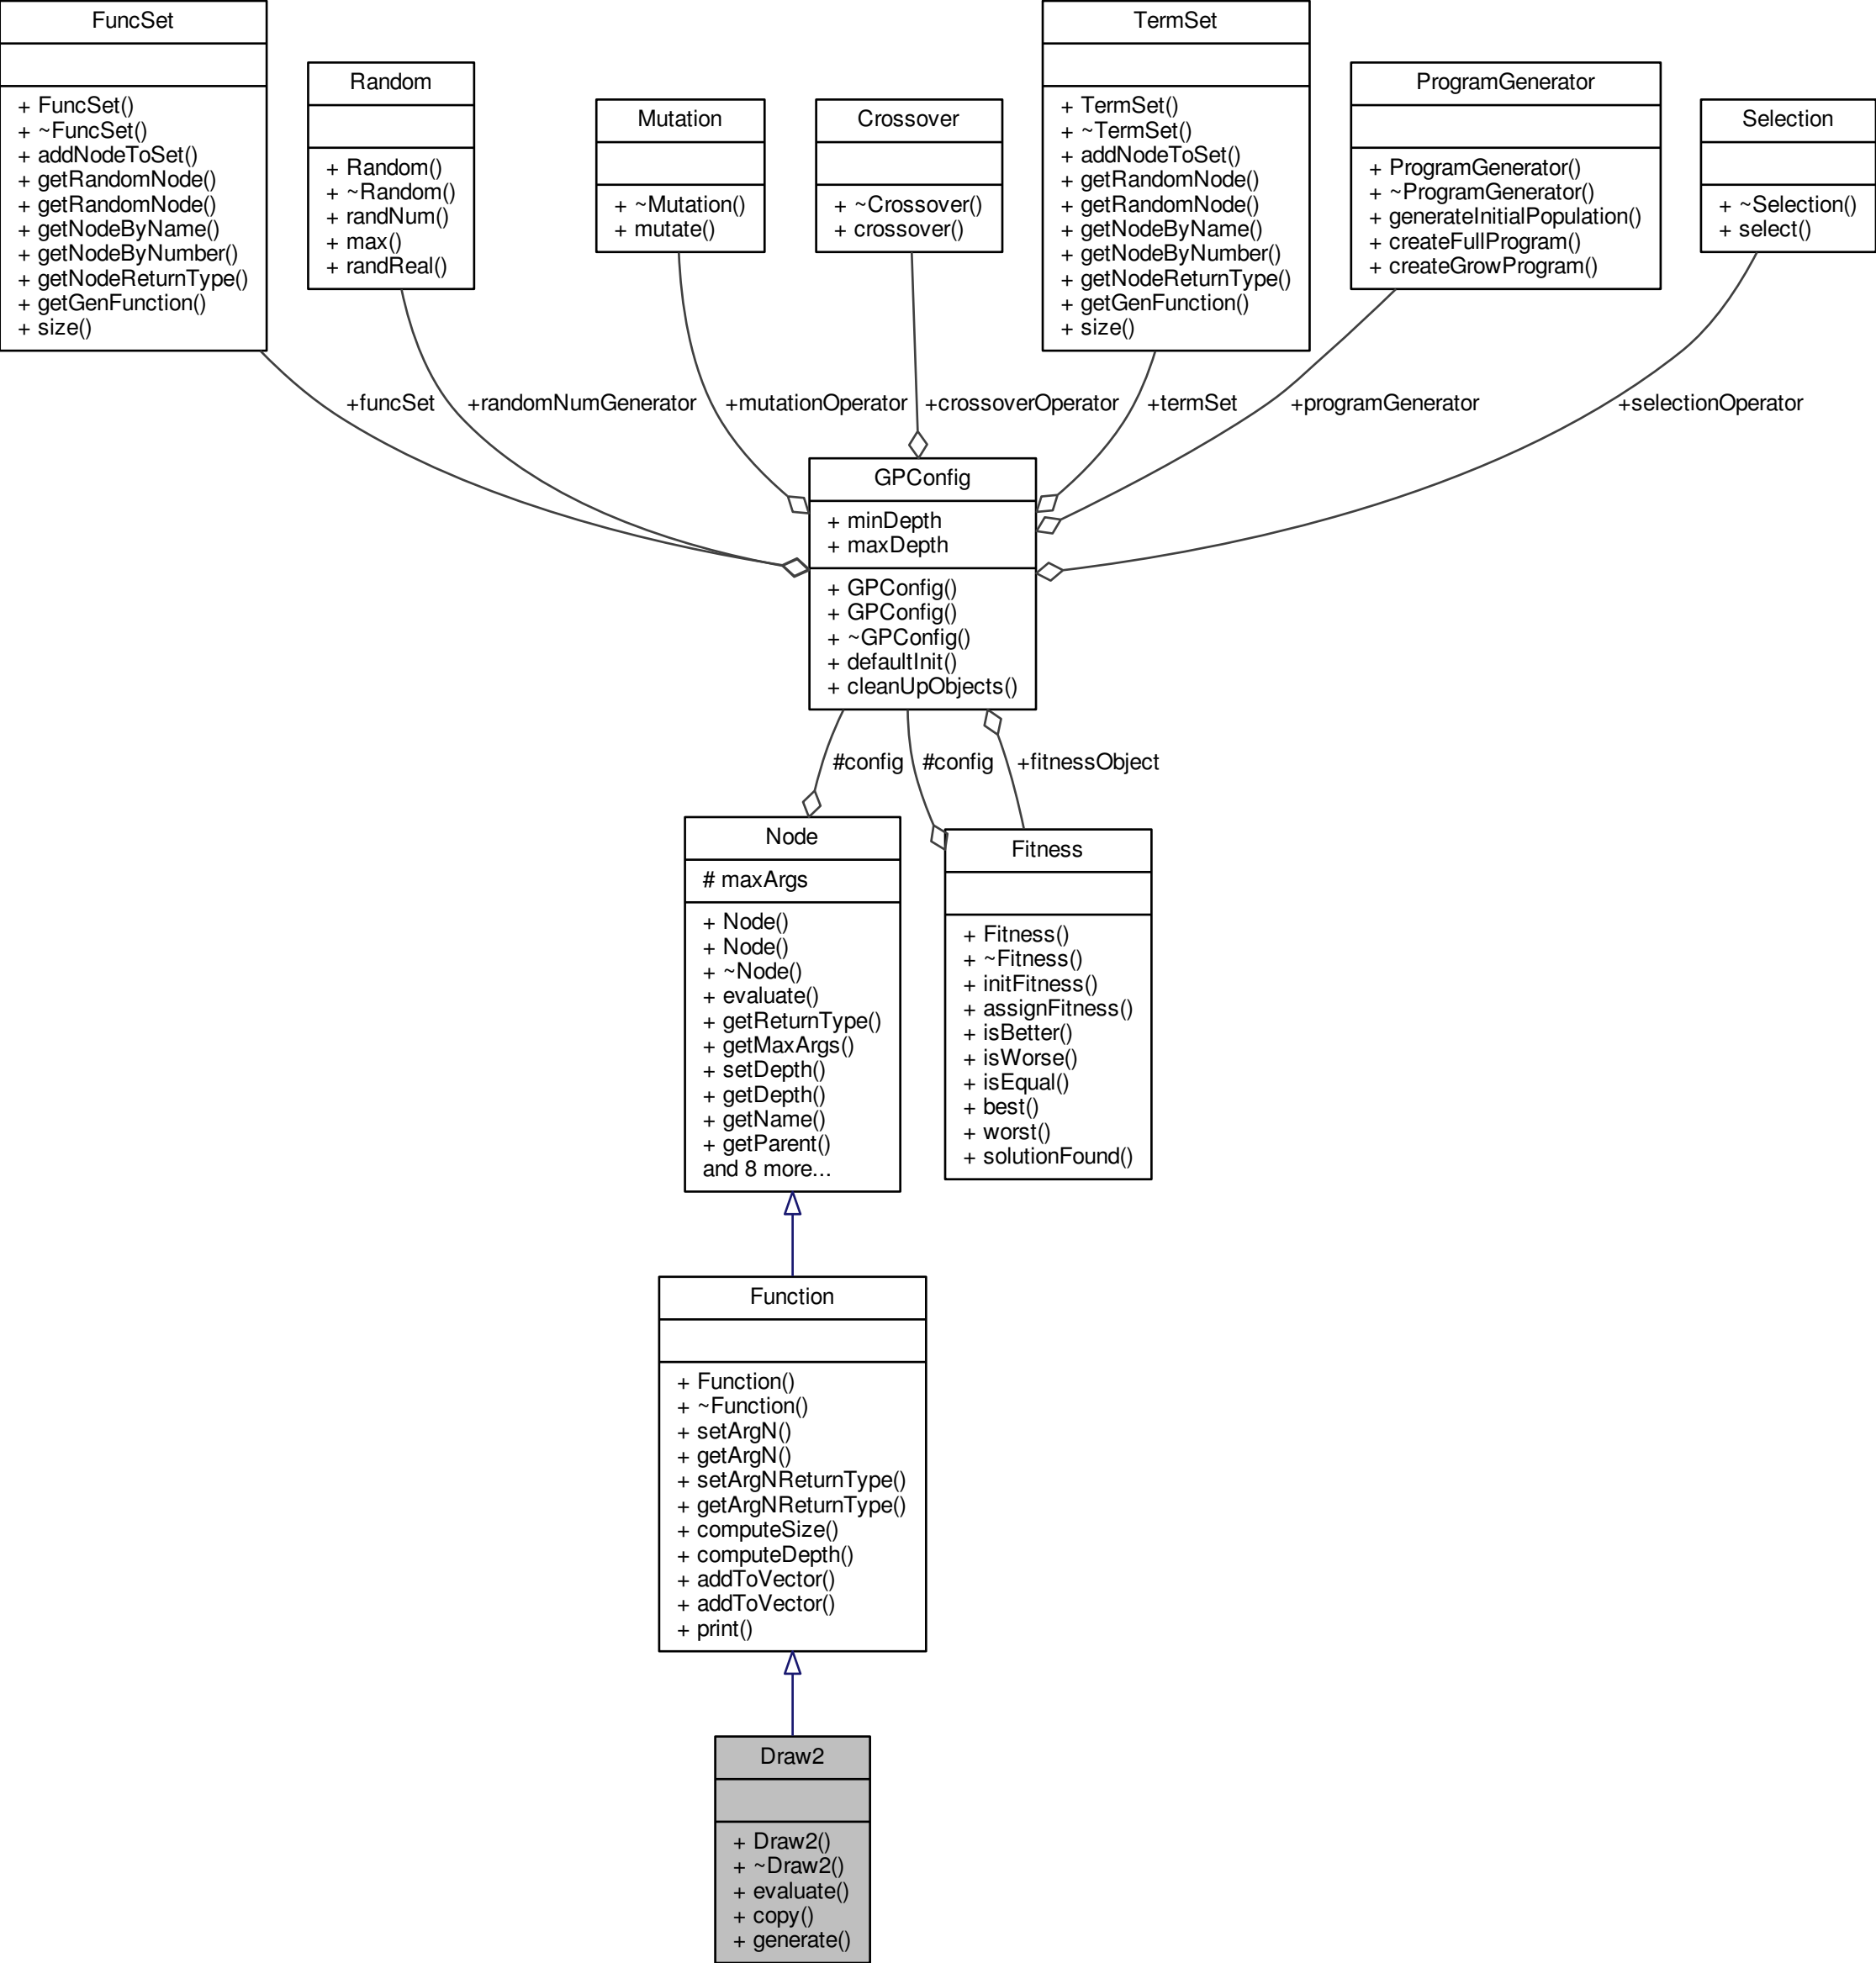 FuncSet
+ FuncSet()
+ ~FuncSet()
+ addNodeToSet()
+ getRandomNode()
+ getRandomNode()
+ getNodeByName()
+ getNodeByNumber()
+ getNodeReturnType()
+ getGenFunction()
+ size()
Random
+ Random()
+ ~Random()
+ randNum()
+ max()
+ randReal()
Mutation
+ ~Mutation()
+ mutate()
Crossover
+ ~Crossover()
+ crossover()
TermSet
+ TermSet()
+ ~TermSet()
+ addNodeToSet()
+ getRandomNode()
+ getRandomNode()
+ getNodeByName()
+ getNodeByNumber()
+ getNodeReturnType()
+ getGenFunction()
+ size()
ProgramGenerator
+ ProgramGenerator()
+ ~ProgramGenerator()
+ generateInitialPopulation()
+ createFullProgram()
+ createGrowProgram()
Selection
+ ~Selection()
+ select()
+funcSet
+randomNumGenerator
+mutationOperator
+crossoverOperator
+termSet
+programGenerator
+selectionOperator
GPConfig
+ minDepth
+ maxDepth
+ GPConfig()
+ GPConfig()
+ ~GPConfig()
+ defaultInit()
+ cleanUpObjects()
#config
#config
+fitnessObject
Node
# maxArgs
+ Node()
+ Node()
+ ~Node()
+ evaluate()
+ getReturnType()
+ getMaxArgs()
+ setDepth()
+ getDepth()
+ getName()
+ getParent()
and 8 more...
Fitness
+ Fitness()
+ ~Fitness()
+ initFitness()
+ assignFitness()
+ isBetter()
+ isWorse()
+ isEqual()
+ best()
+ worst()
+ solutionFound()
Function
+ Function()
+ ~Function()
+ setArgN()
+ getArgN()
+ setArgNReturnType()
+ getArgNReturnType()
+ computeSize()
+ computeDepth()
+ addToVector()
+ addToVector()
+ print()
Draw2
+ Draw2()
+ ~Draw2()
+ evaluate()
+ copy()
+ generate()